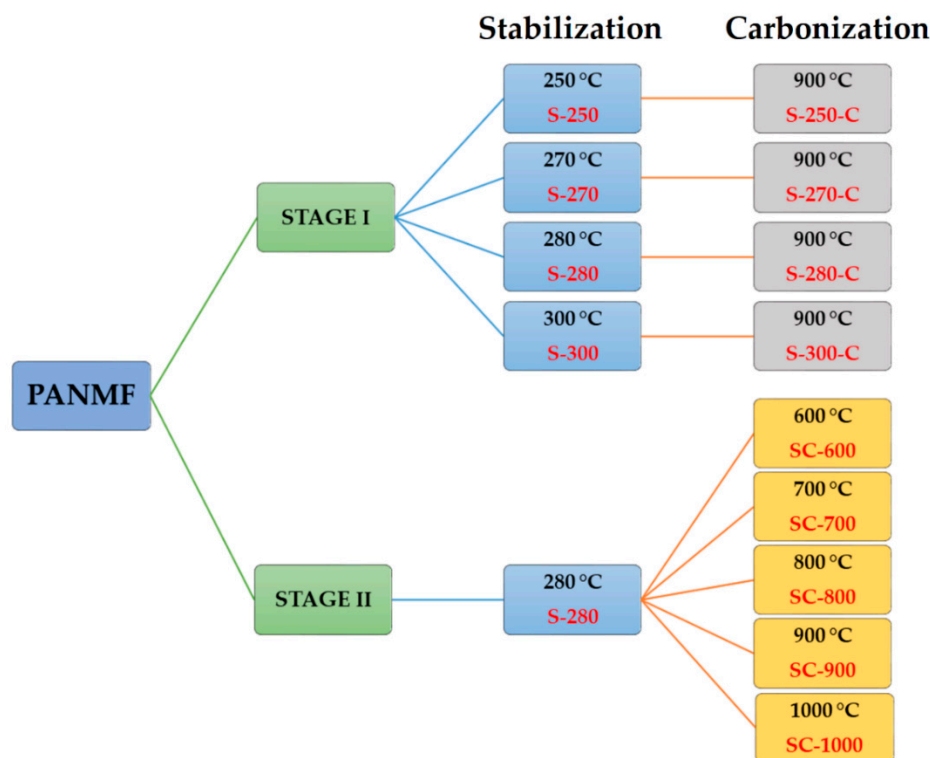 Stabilization
Carbonization
250 °C
S-250
900 °C
S-250-C
270 °C
S-270
900 °C
S-270-C
STAGE I
280 °C
S-280
900 °C
S-280-C
300 °C
S-300
900 °C
S-300-C
PANMF
600 °C
SC-600
700 °C
SC-700
STAGE II
280 °C
S-280
800 °C
SC-800
900 °C
SC-900
1000 °C
SC-1000